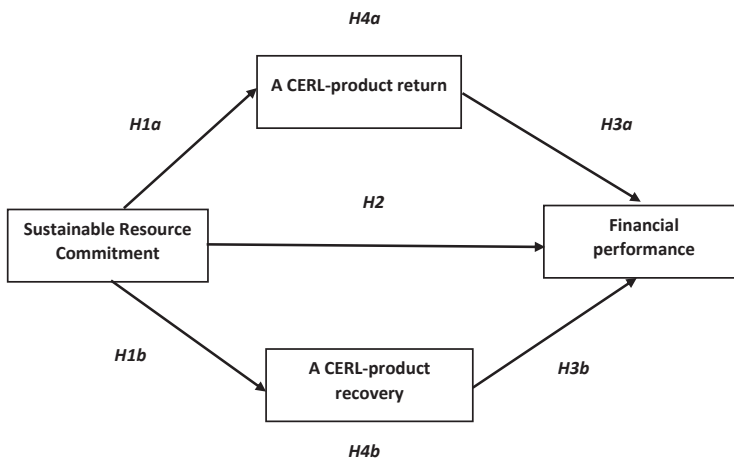 H4a
A CERL-product return
H1a
H3a
H2
Sustainable Resource
Commitment
Financial
performance
H1b
A CERL-product
recovery
H3b
H4b